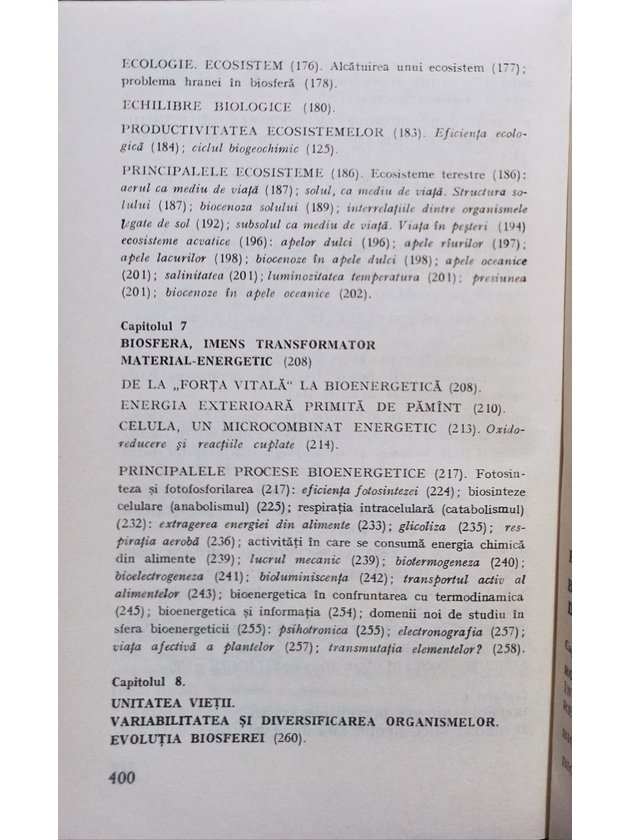 ECOLOGIE. ECOSISTEM (176). Alcătuirea unui ecosistem (177);
problema hranei în biosferă (178).
ECHILIBRE BIOLOGICE (180).
PRODUCTIVITATEA ECOSISTEMELOR (183). Eficiența ecolo-
gică (184); ciclul biogeochimic (125).
PRINCIPALELE ECOSISTEME (186). Ecosisteme terestre (186):
aerul ca mediu de viață (187); solul, ca mediu de viață. Structura so-
lului (187); biocenoza solului (189); interrelațiile dintre organismele
legate de sol (192); subsolul ca mediu de viață. Viața în peșteri (194)
ecosisteme acvatice (196): apelor dulci (196); apele rîurilor (197);
apele lacurilor (198); biocenoze în apele dulci (198); apele oceanice
(201); salinitatea (201); luminozitatea temperatura (201); presiunea
(201); biocenoze în apele oceanice (202).
Capitolul 7
BIOSFERA, IMENS TRANSFORMATOR
MATERIAL-ENERGETIC (208)
DE LA „FORȚA VITALĂ“ LA BIOENERGETICĂ (208).
ENERGIA EXTERIOARĂ PRIMITĂ DE PĂMÎNT (210).
CELULA, UN MICROCOMBINAT ENERGETIC (213). Oxido-
reducere și reacțiile cuplate (214).
PRINCIPALELE PROCESE BIOENERGETICE (217). Fotosin-
teza și fotofosforilarea (217): eficiența fotosintezei (224); biosinteze
celulare (anabolismul) (225); respirația intracelulară (catabolismul)
(232): extragerea energiei din alimente (233); glicoliza (235); res-
pirația aerobă (236); activități în care se consumă energia chimică
din alimente (239); lucrul mecanic (239); biotermogeneza (240);
bioelectrogeneza (241); bioluminiscența (242); transportul activ al
alimentelor (243); bioenergetica în confruntarea cu termodinamica
(245); bioenergetica și informația (254); domenii noi de studiu în
sfera bioenergeticii (255): psihotronica (255); electronografia (257);
viața afectivă a plantelor (257); transmutația elementelor? (258).
Capitolul 8.
UNITATEA VIEȚII.
VARIABILITATEA ȘI DIVERSIFICAREA ORGANISMELOR.
EVOLUȚIA BIOSFEREI (260).
400